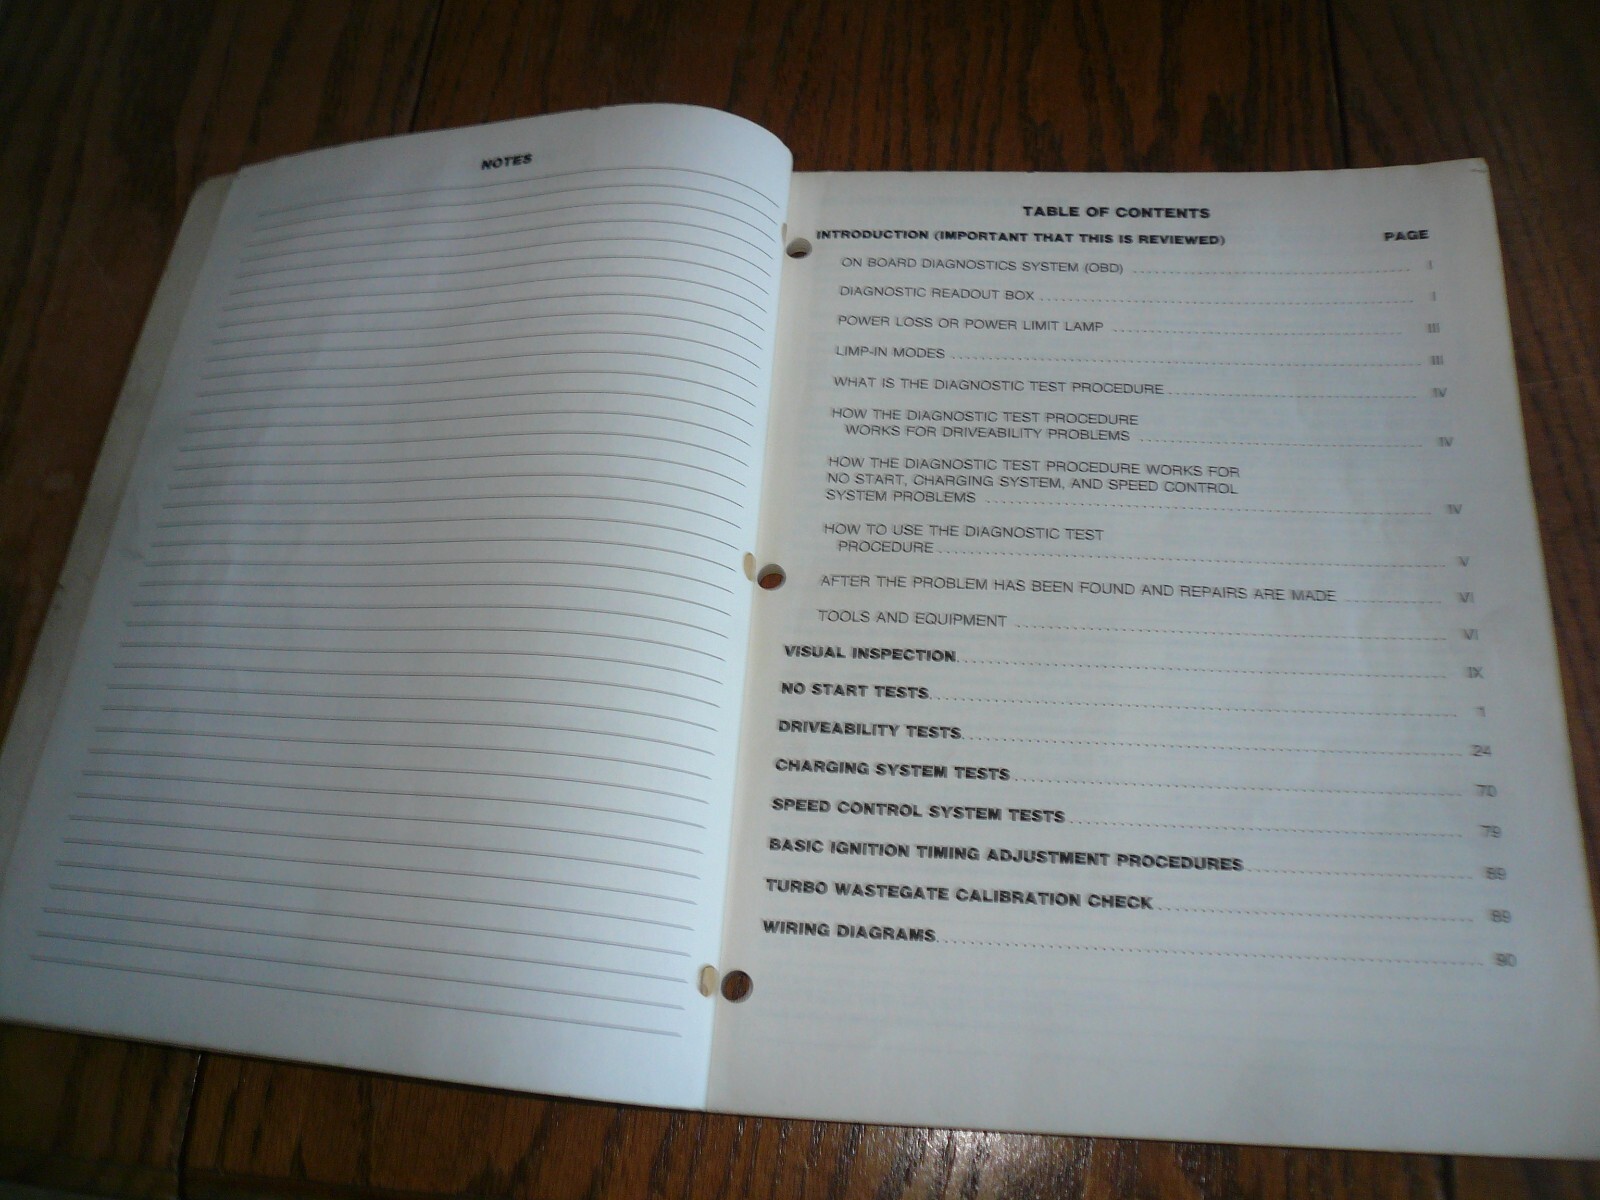 NOTES
TABLE OF CONTENTS
INTRODUCTION (IMPORTANT THAT THIS IS REVIEWED) PAGE
ON BOARD DIAGNOSTICS SYSTEM (OBD) I
DIAGNOSTIC READOUT BOX I
POWER LOSS OR POWER LIMIT LAMP III
LIMP-IN MODES III
WHAT IS THE DIAGNOSTIC TEST PROCEDURE IV
HOW THE DIAGNOSTIC TEST PROCEDURE
WORKS FOR DRIVEABILITY PROBLEMS IV
HOW THE DIAGNOSTIC TEST PROCEDURE WORKS FOR
NO START, CHARGING SYSTEM, AND SPEED CONTROL
SYSTEM PROBLEMS IV
HOW TO USE THE DIAGNOSTIC TEST
PROCEDURE V
AFTER THE PROBLEM HAS BEEN FOUND AND REPAIRS ARE MADE VI
TOOLS AND EQUIPMENT VI
VISUAL INSPECTION IX
NO START TESTS 1
DRIVEABILITY TESTS 24
CHARGING SYSTEM TESTS 70
SPEED CONTROL SYSTEM TESTS 79
BASIC IGNITION TIMING ADJUSTMENT PROCEDURES 89
TURBO WASTEGATE CALIBRATION CHECK 89
WIRING DIAGRAMS 90